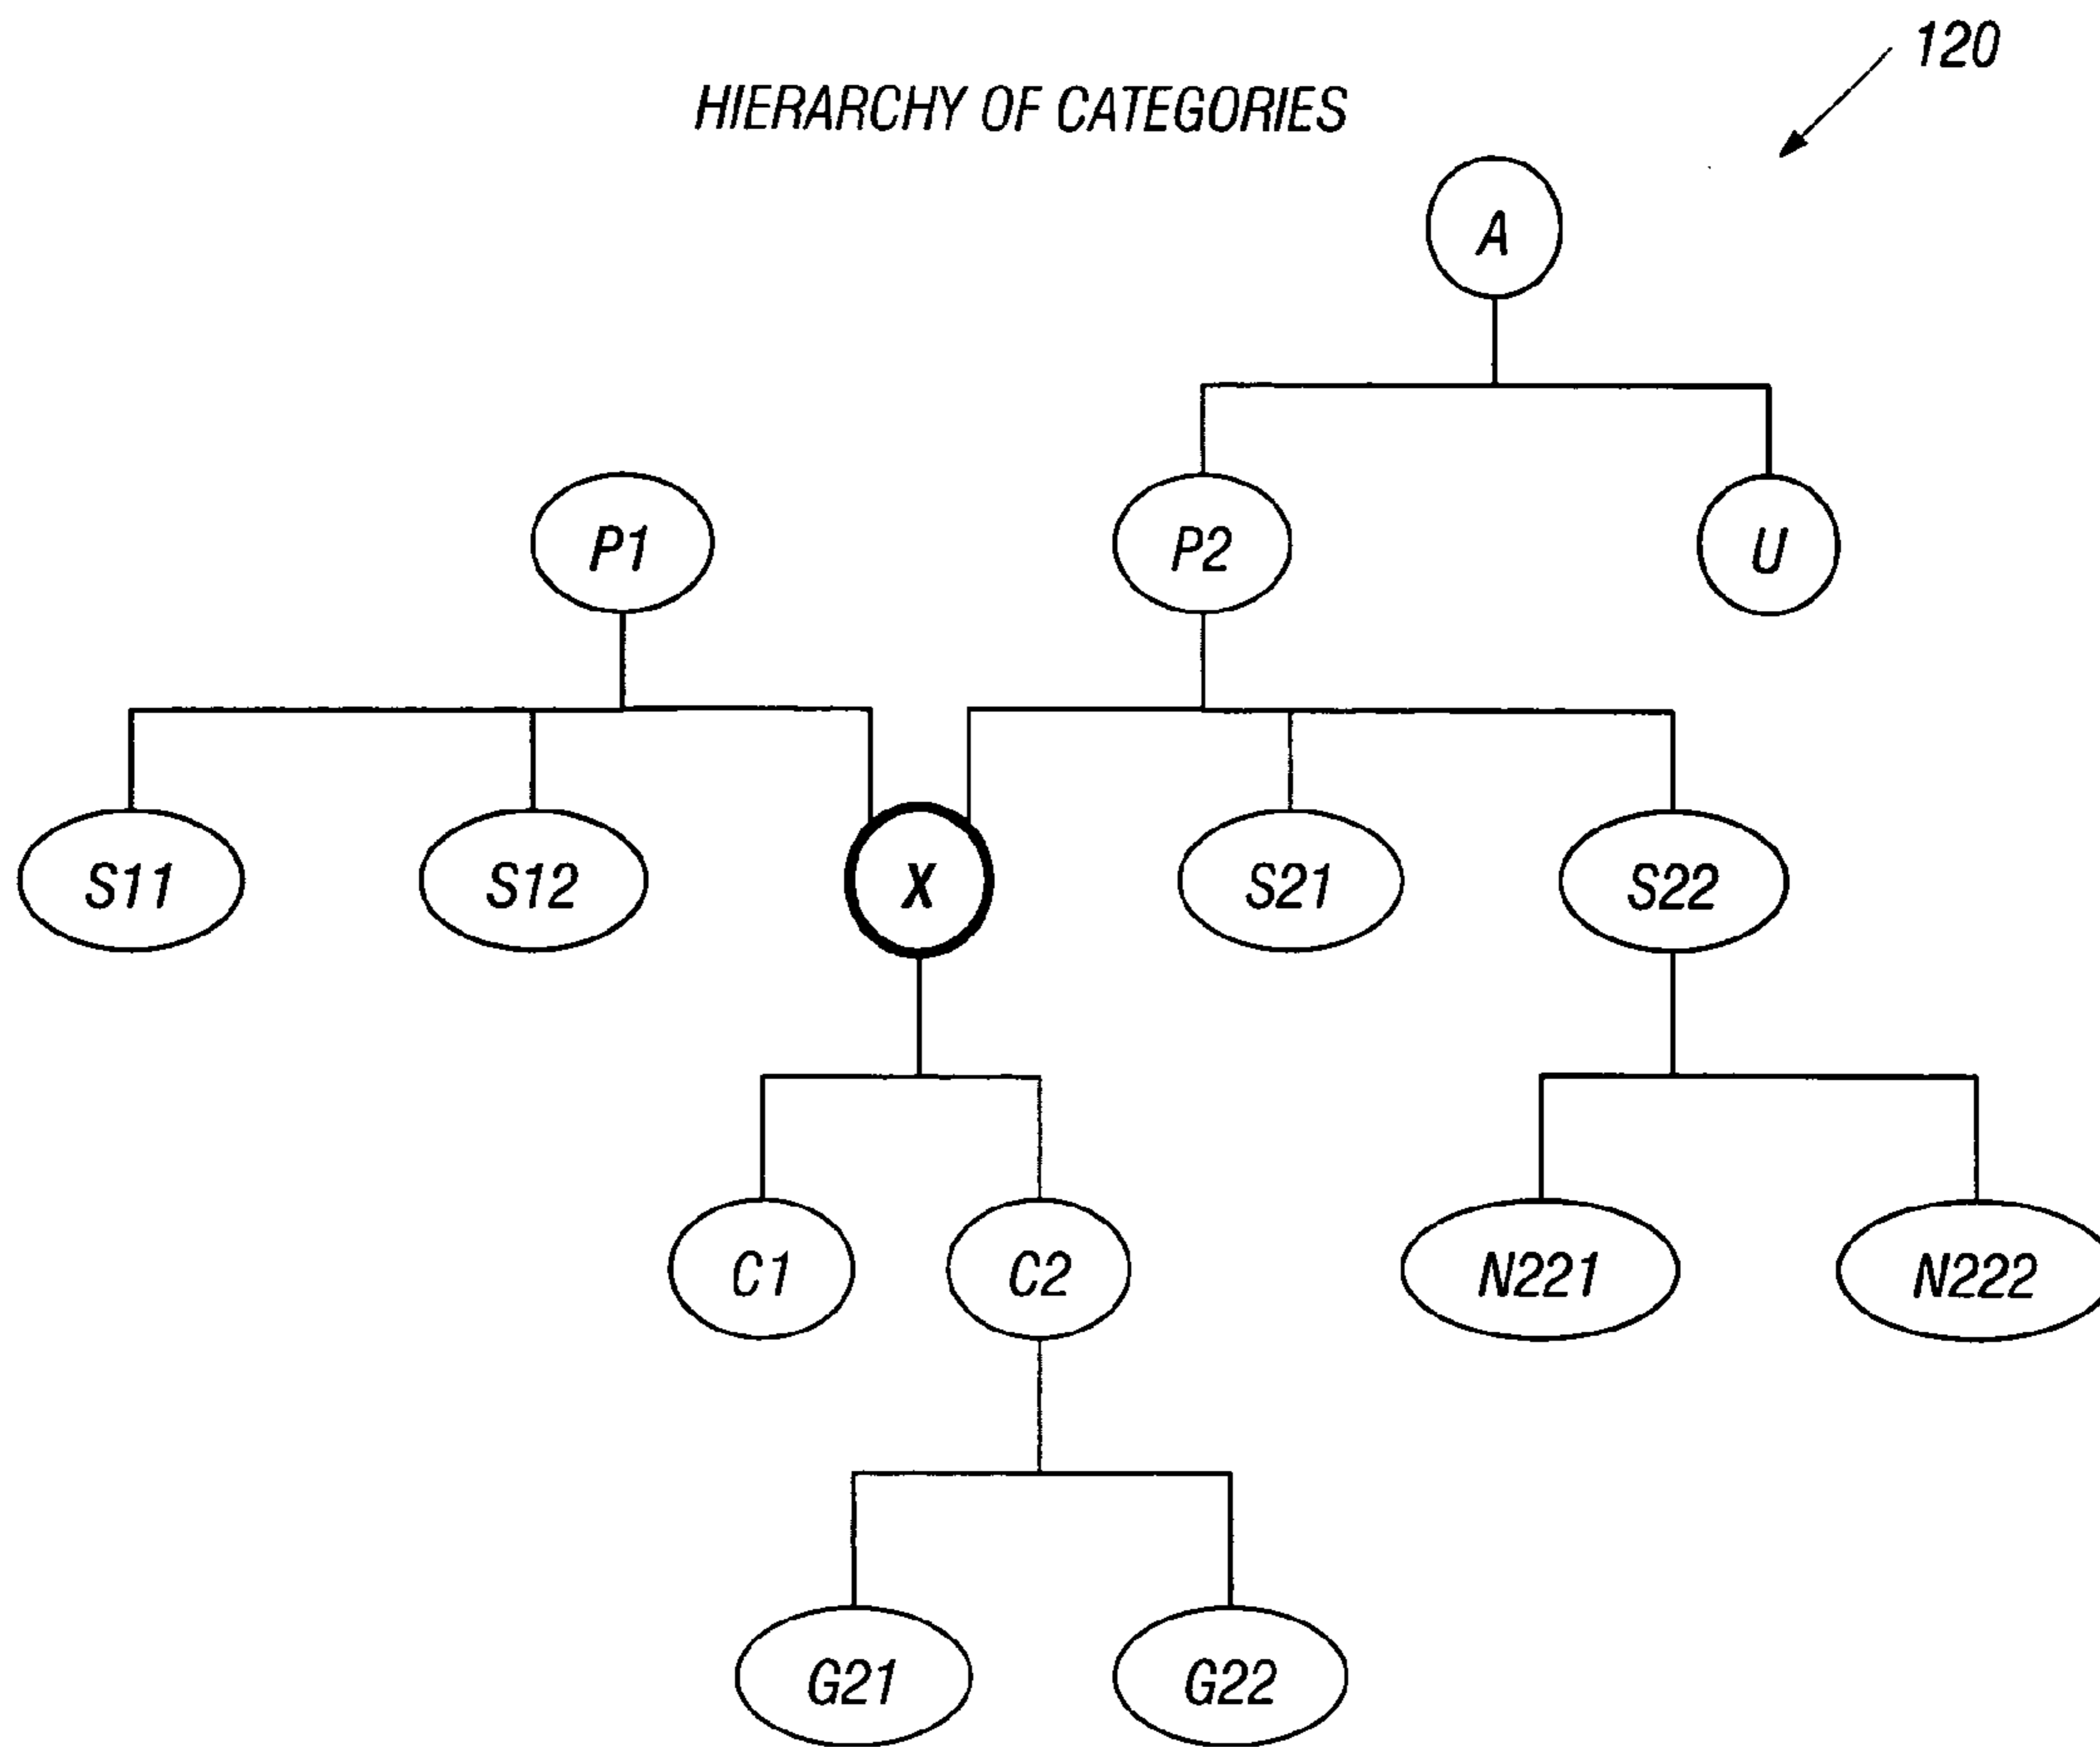 120
HIERARCHY OF CATEGORIES
A
P1
P2
U
S11
S12
X
S21
S22
C1
C2
N221
N222
G21
G22